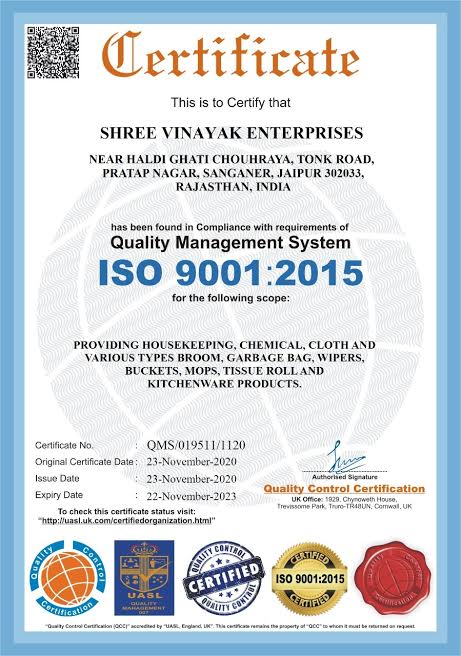 Certificate
This is to Certify that
SHREE VINAYAK ENTERPRISES
NEAR HALDI GHATI CHOUHRAYA, TONK ROAD,
PRATAP NAGAR, SANGANER, JAIPUR 302033,
RAJASTHAN, INDIA
has been found in Compliance with requirements of
Quality Management System
ISO 9001:2015
for the following scope:
PROVIDING HOUSEKEEPING, CHEMICAL, CLOTH AND
VARIOUS TYPES BROOM, GARBAGE BAG, WIPERS,
BUCKETS, MOPS, TISSUE ROLL AND
KITCHENWARE PRODUCTS.
Certificate No. : QMS/019511/1120
Original Certificate Date : 23-November-2020
Issue Date : 23-November-2020
Expiry Date : 22-November-2023
To check this certificate status visit:
"http://uasl.uk.com/certifiedorganization.html"
Authorised Signature
Quality Control Certification
UK Office: 1929, Chynoweth House,
Trevissome Park, Truro-TR48UN, Cornwall, UK
Quality Control
Certification
UASL
QUALITY
MANAGEMENT
001
QUALITY CONTROL
CERTIFIED
QUALITY CONTROL
CERTIFIED
ISO 9001:2015
CERTIFIED
"Quality Control Certification (QCC)" accredited by "UASL, England, UK". This certificate remains the property of "QCC" to whom it must be returned on request.